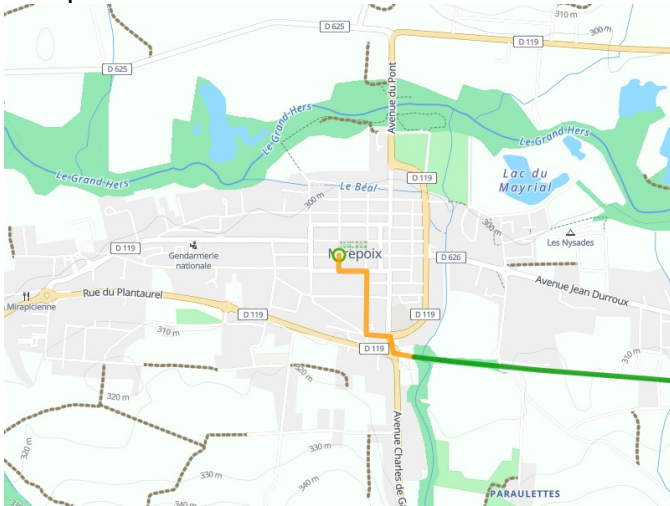 310 m
300 m
D 625
D 119
D 625
Avenue du Pont
Le Grand-Hers
Le Grand-Hers
Le Grand-Hers
Lac du
Mayrial
Le Béal
D 119
300 m
300 m
D 119
Gendarmerie
nationale
Mirepoix
D 626
Les Nysades
Avenue Jean Durroux
Mirapicienne
Rue du Plantaurel
D 119
D 119
310 m
D 119
310 m
320 m
320 m
330 m
320 m
330 m
340 m
340 m
Avenue Charles de Ga
PARAULETTES